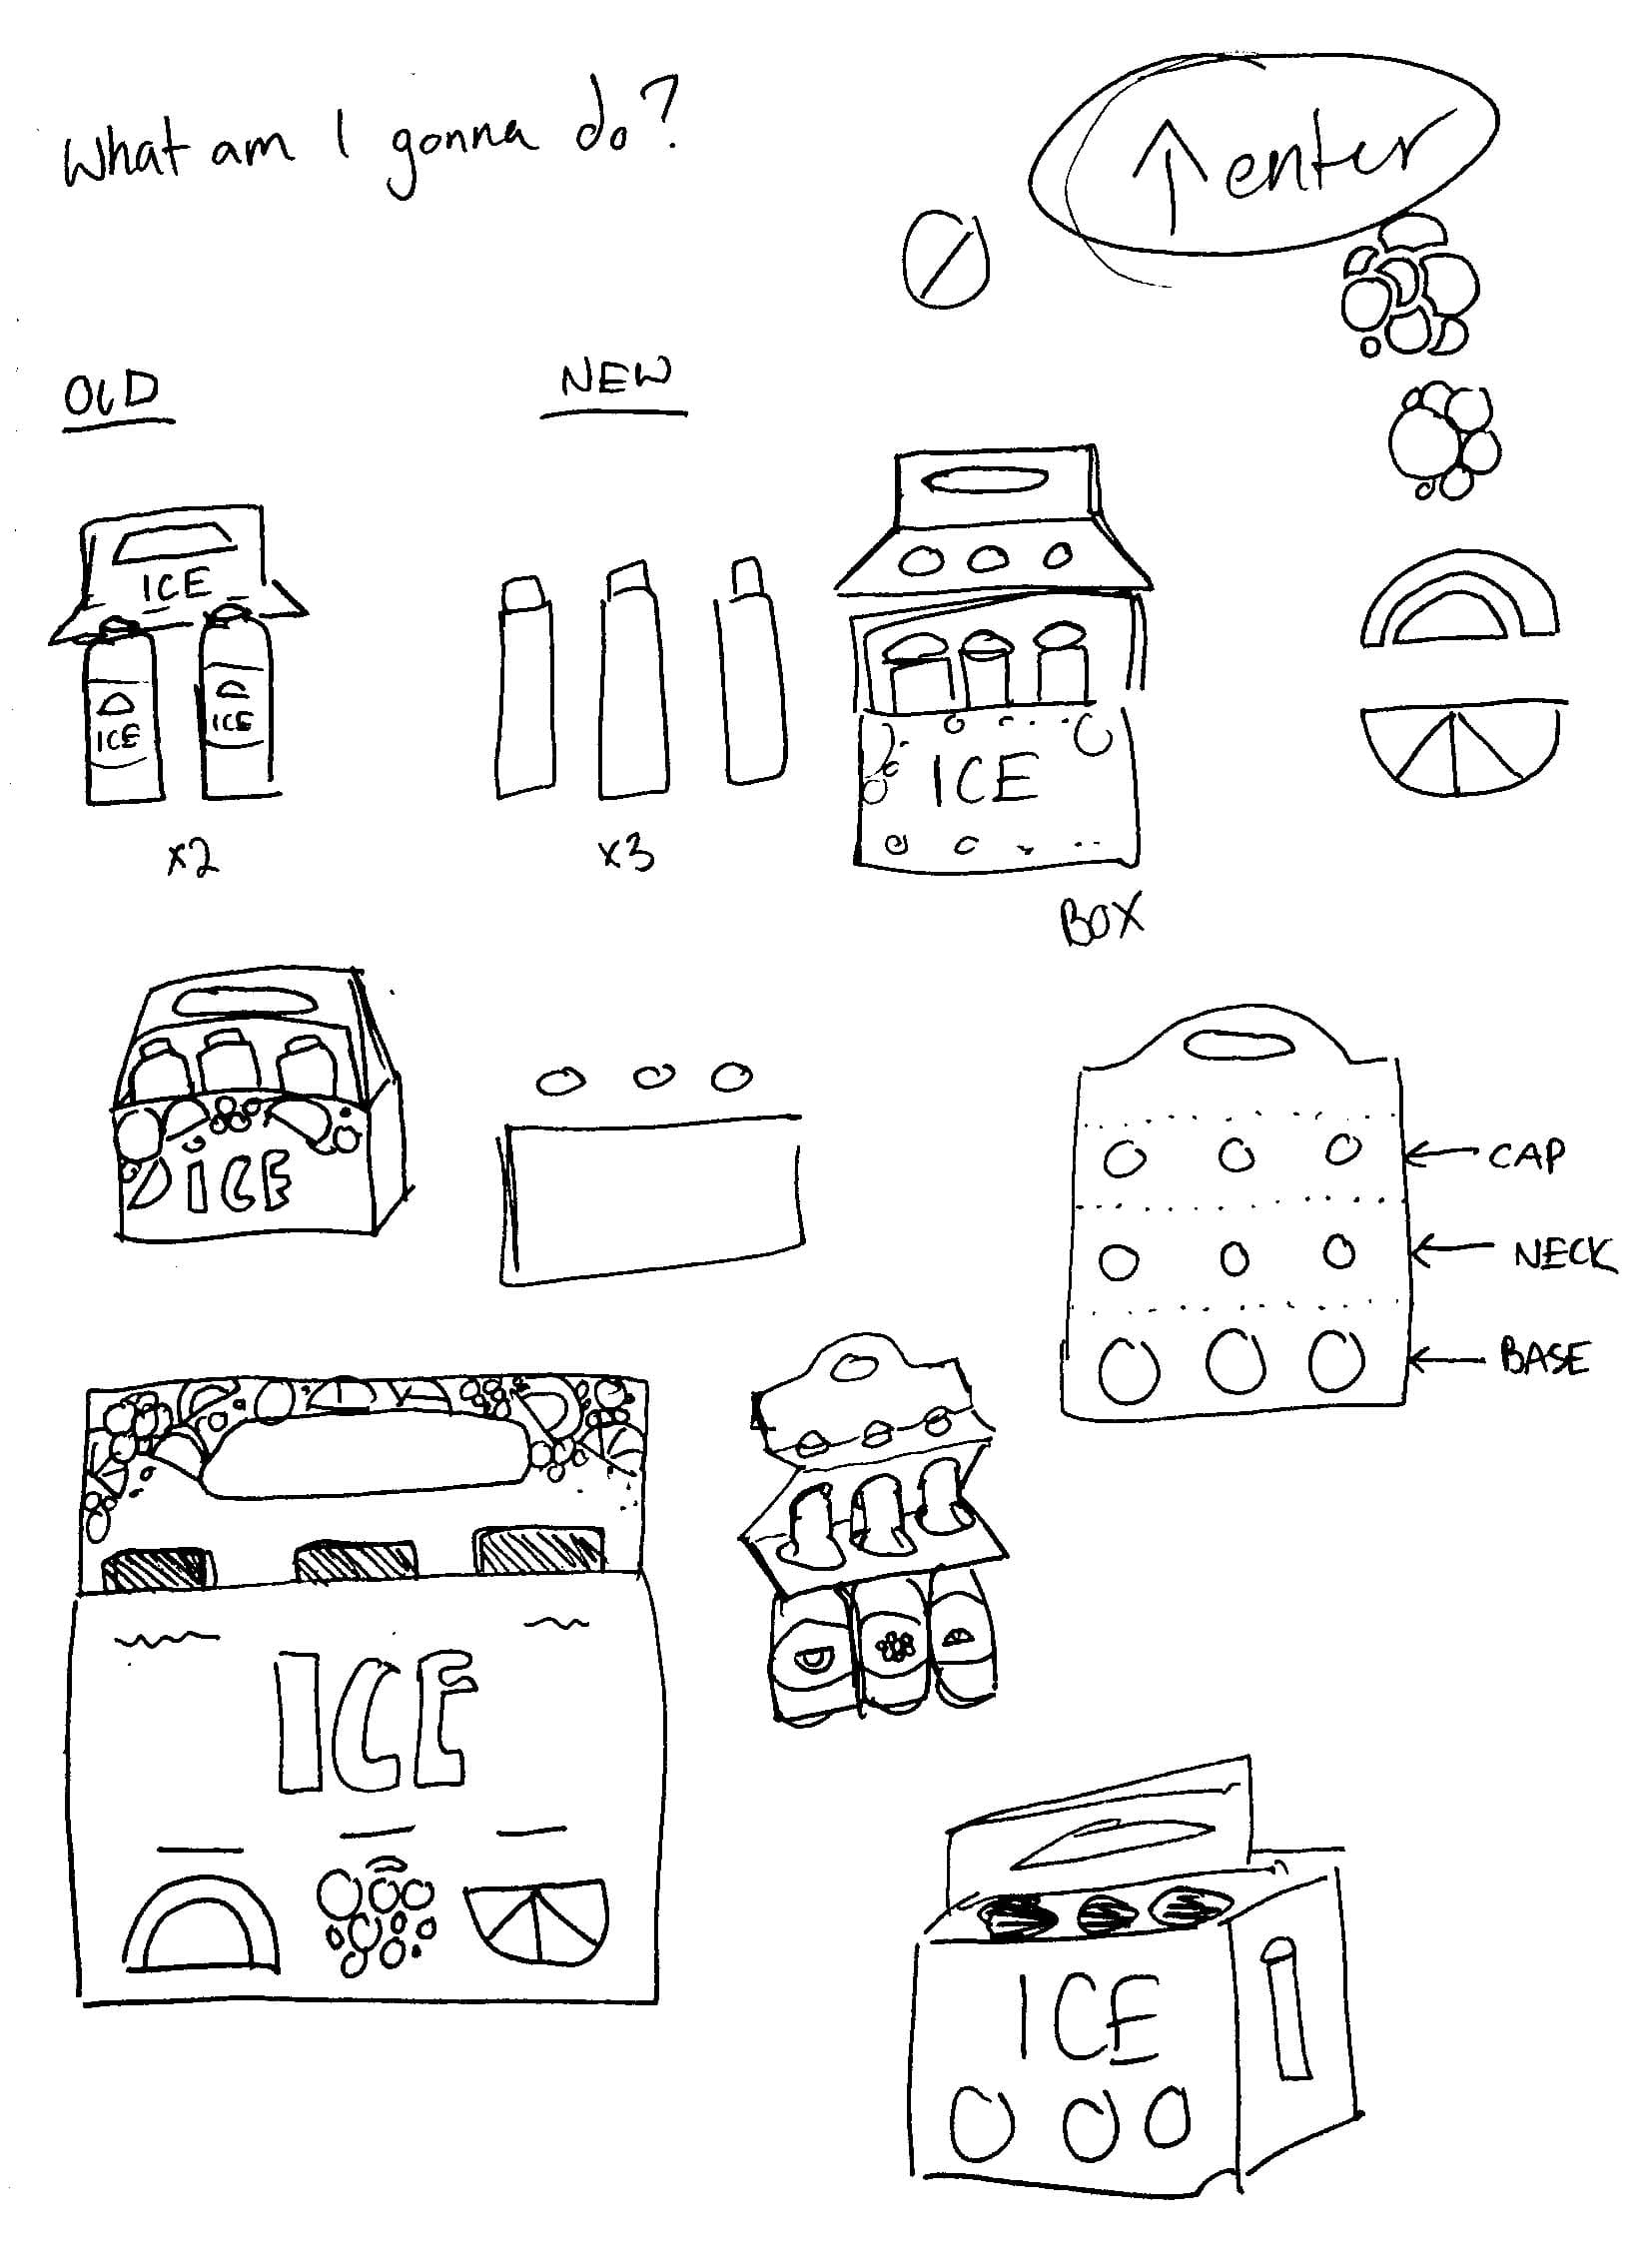 What am I gonna do?
↑ enter
OLD
NEW
ICE
ICE
ICE
x2
x3
ICE
BOX
ICE
CAP
NECK
BASE
ICE
ICE